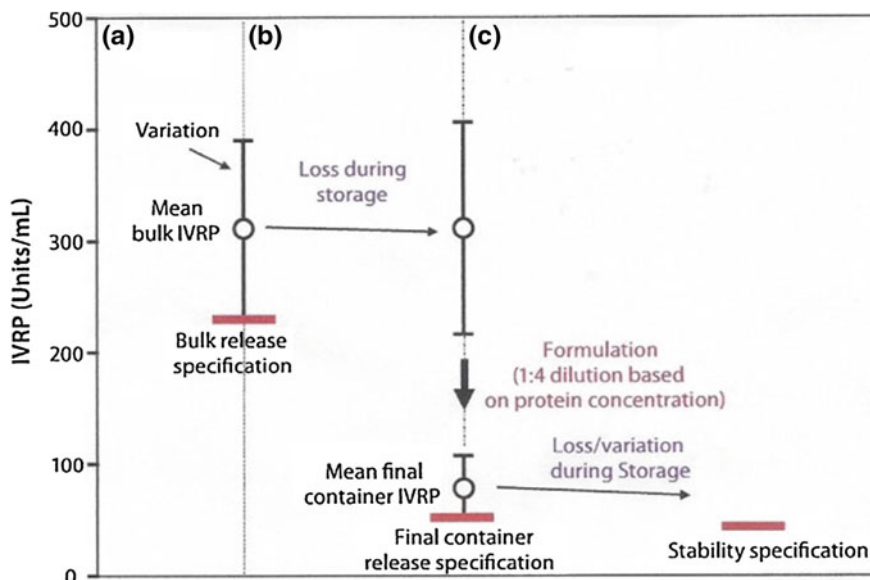 500
(a)
(b)
(c)
400
Variation
Loss during
storage
Mean
bulk IVRP
300
IVRP (Units/mL)
Bulk release
specification
200
Formulation
(1:4 dilution based
on protein concentration)
100
Mean final
container IVRP
Loss/variation
during Storage
Final container
release specification
Stability specification
0